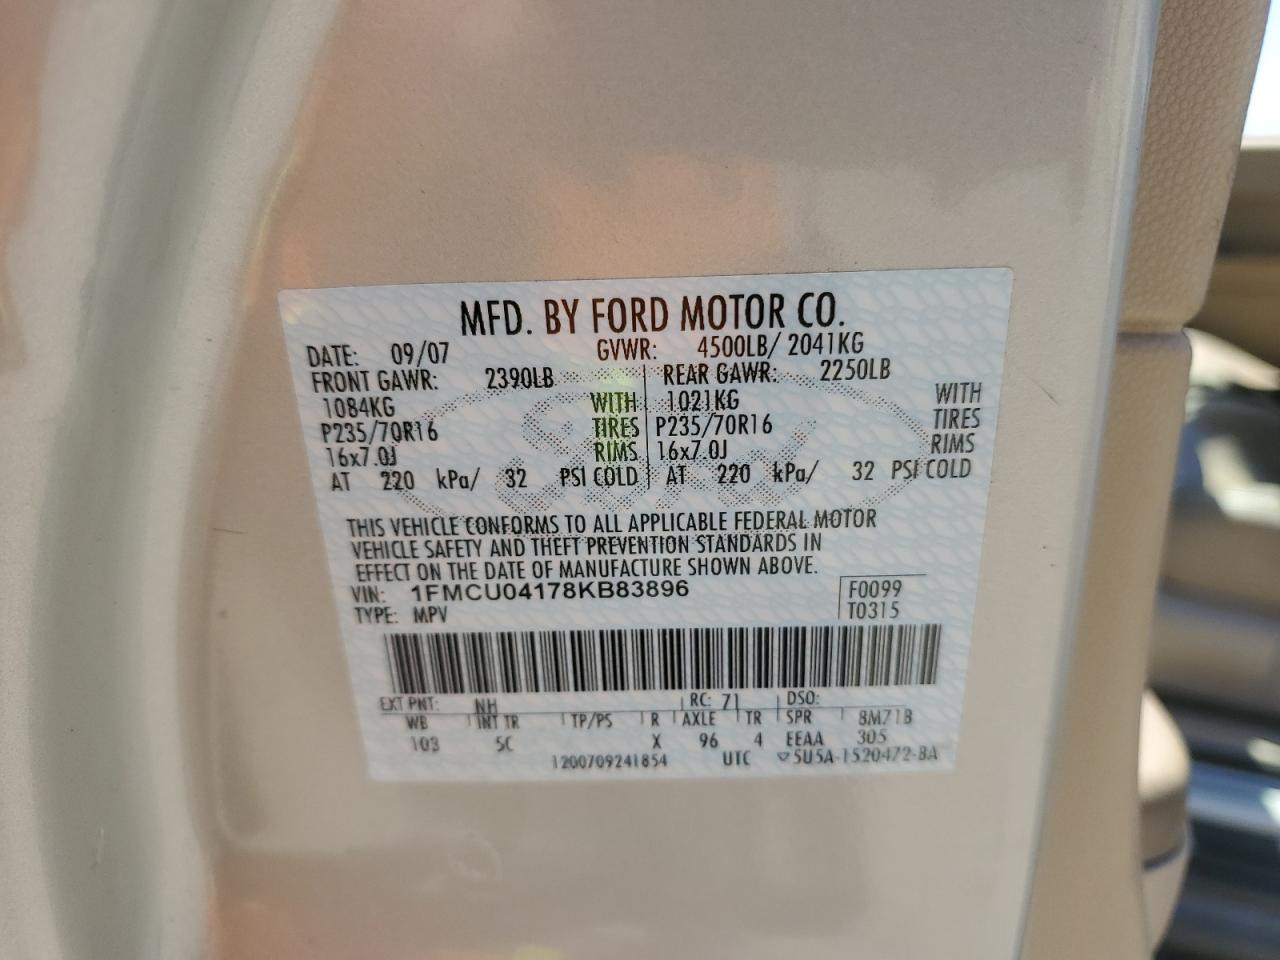 MFD. BY FORD MOTOR CO.
DATE: 09/07 GVWR: 4500LB/ 2041KG
FRONT GAWR: 2390LB REAR GAWR: 2250LB
1084KG WITH 1021KG WITH
P235/70R16 TIRES P235/70R16 TIRES
16x7.0J RIMS 16x7.0J RIMS
AT 220 kPa/ 32 PSI COLD AT 220 kPa/ 32 PSI COLD
THIS VEHICLE CONFORMS TO ALL APPLICABLE FEDERAL MOTOR
VEHICLE SAFETY AND THEFT PREVENTION STANDARDS IN
EFFECT ON THE DATE OF MANUFACTURE SHOWN ABOVE.
VIN: 1FMCU04178KB83896 F0099
TYPE: MPV T0315
EXT PNT: NH RC: 71 DSO:
WB INT TR TP/PS R AXLE TR SPR 8M71B
103 5C X 96 4 EEAA 305
1200709241854 UTC ▽5U5A-1520472-BA